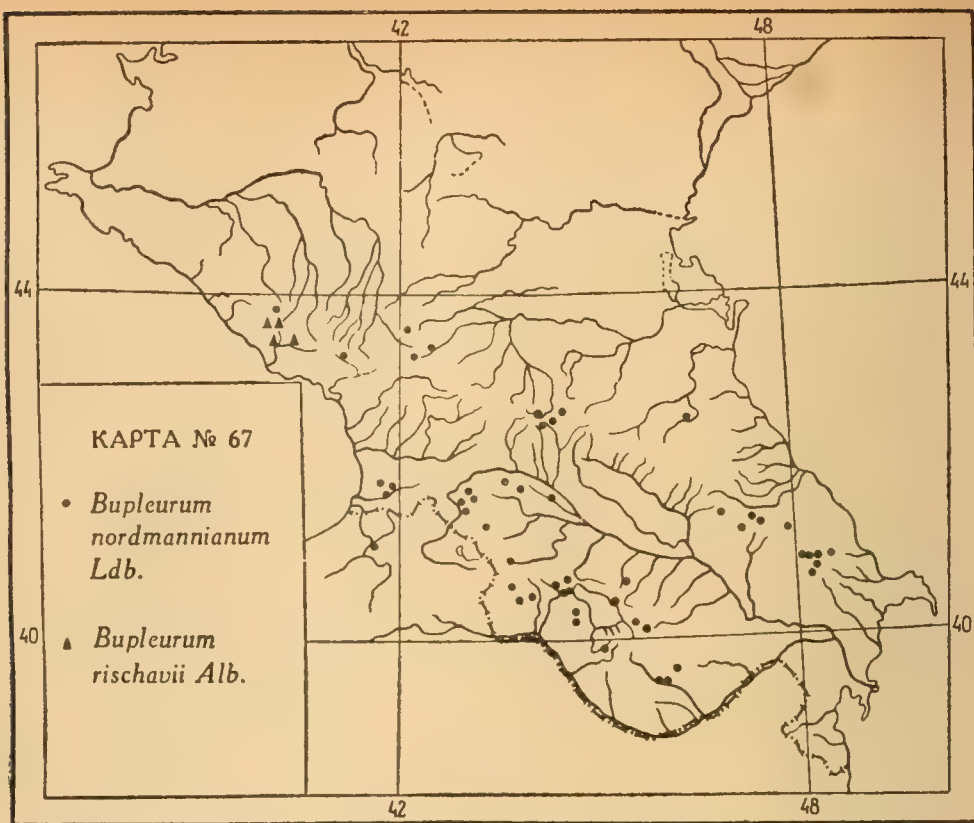 42
48
44
44
КАРТА № 67
Bupleurum
nordmannianum
Ldb.
Bupleurum
rischavii Alb.
40
40
42
48